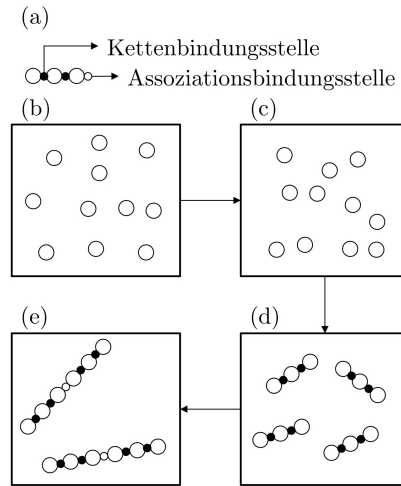 (a)
Kettenbindungsstelle
Assoziationsbindungsstelle
(b)
(c)
(e)
(d)